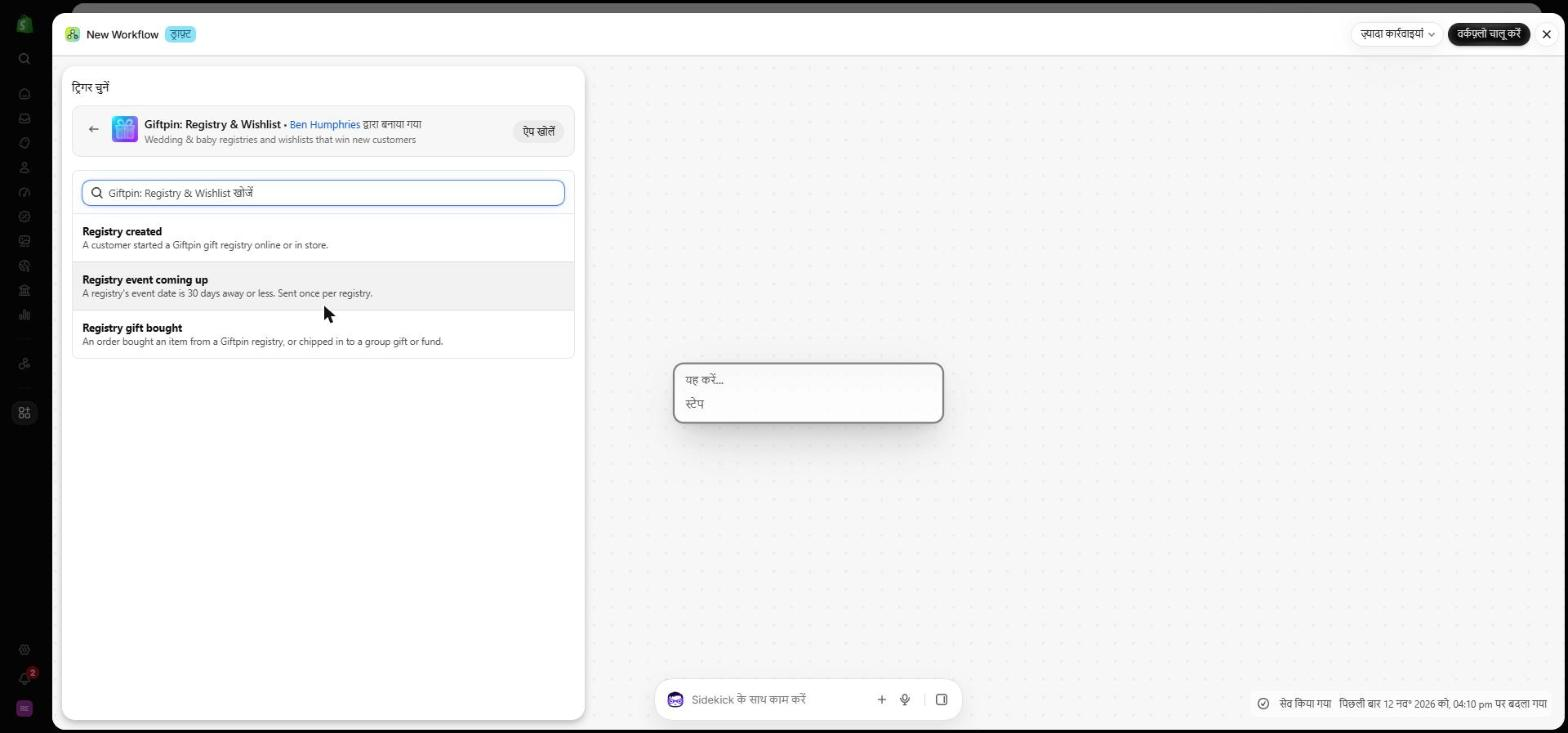 New Workflow ड्राफ़्ट
ज़्यादा कार्रवाइयां
वर्कफ़्लो चालू करें
ट्रिगर चुनें
Giftpin: Registry & Wishlist • Ben Humphries द्वारा बनाया गया
Wedding & baby registries and wishlists that win new customers
ऐप खोलें
Giftpin: Registry & Wishlist खोजें
Registry created
A customer started a Giftpin gift registry online or in store.
Registry event coming up
A registry's event date is 30 days away or less. Sent once per registry.
Registry gift bought
An order bought an item from a Giftpin registry, or chipped in to a group gift or fund.
यह करें...
स्टेप
2
Sidekick के साथ काम करें
सेव किया गया पिछली बार 12 नव॰ 2026 को, 04:10 pm पर बदला गया